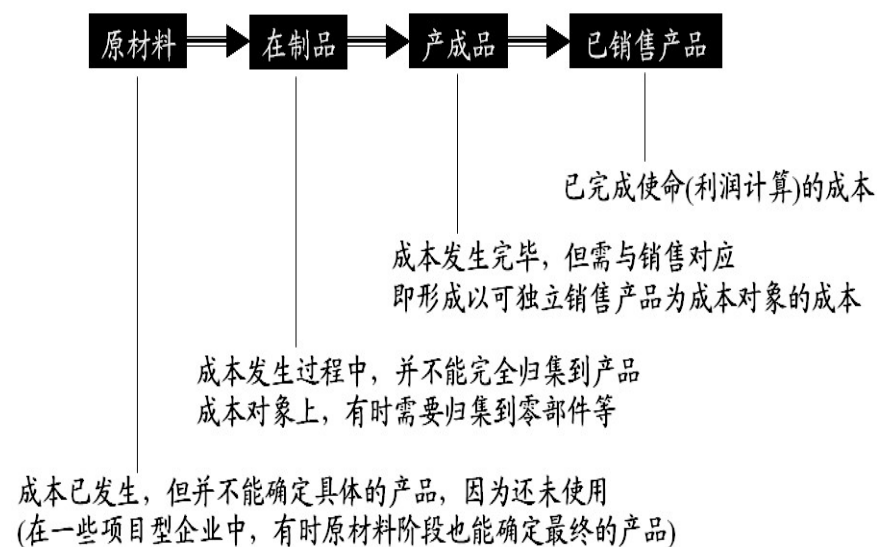 原材料 在制品 产成品 已销售产品
已完成使命(利润计算)的成本
成本发生完毕，但需与销售对应
即形成以可独立销售产品为成本对象的成本
成本发生过程中，并不能完全归集到产品
成本对象上，有时需要归集到零部件等
成本已发生，但并不能确定具体的产品，因为还未使用
(在一些项目型企业中，有时原材料阶段也能确定最终的产品)